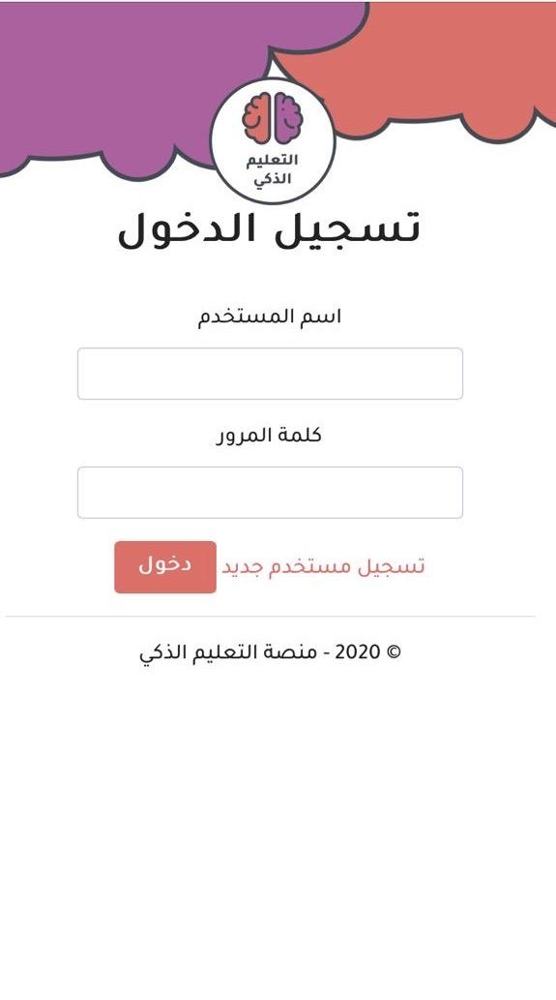 التعليم
الذكي
تسجيل الدخول
اسم المستخدم
كلمة المرور
تسجيل مستخدم جديد دخول
© 2020 - منصة التعليم الذكي